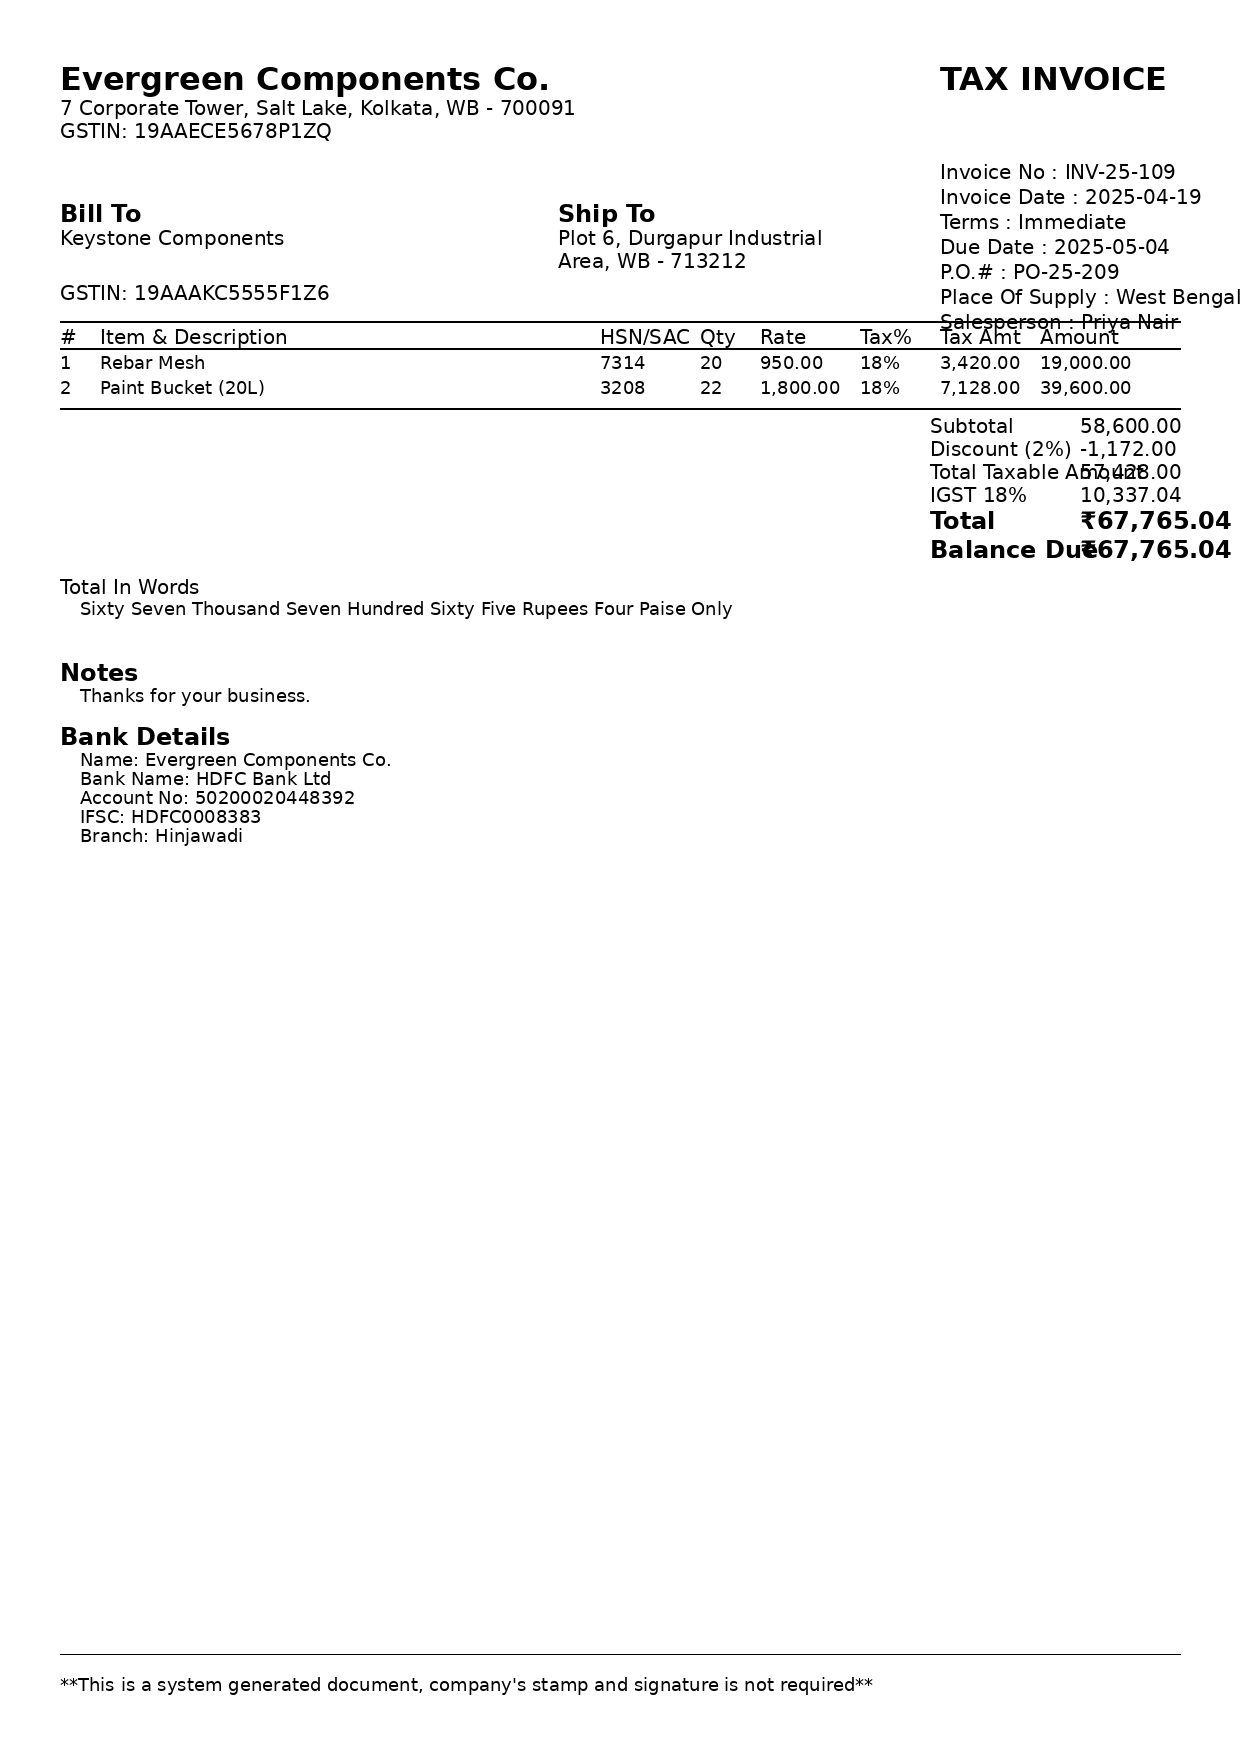 Evergreen Components Co.
TAX INVOICE
7 Corporate Tower, Salt Lake, Kolkata, WB - 700091
GSTIN: 19AAECE5678P1ZQ
Invoice No : INV-25-109
Invoice Date : 2025-04-19
Terms : Immediate
Due Date : 2025-05-04
P.O.# : PO-25-209
Place Of Supply : West Bengal
Salesperson : Priya Nair
Bill To
Keystone Components
GSTIN: 19AAAKC5555F1Z6
Ship To
Plot 6, Durgapur Industrial
Area, WB - 713212
# Item & Description HSN/SAC Qty Rate Tax% Tax Amt Amount
1 Rebar Mesh 7314 20 950.00 18% 3,420.00 19,000.00
2 Paint Bucket (20L) 3208 22 1,800.00 18% 7,128.00 39,600.00
Subtotal 58,600.00
Discount (2%) -1,172.00
Total Taxable Amount 57,428.00
IGST 18% 10,337.04
Total ₹67,765.04
Balance Due ₹67,765.04
Total In Words
Sixty Seven Thousand Seven Hundred Sixty Five Rupees Four Paise Only
Notes
Thanks for your business.
Bank Details
Name: Evergreen Components Co.
Bank Name: HDFC Bank Ltd
Account No: 50200020448392
IFSC: HDFC0008383
Branch: Hinjawadi
**This is a system generated document, company's stamp and signature is not required**